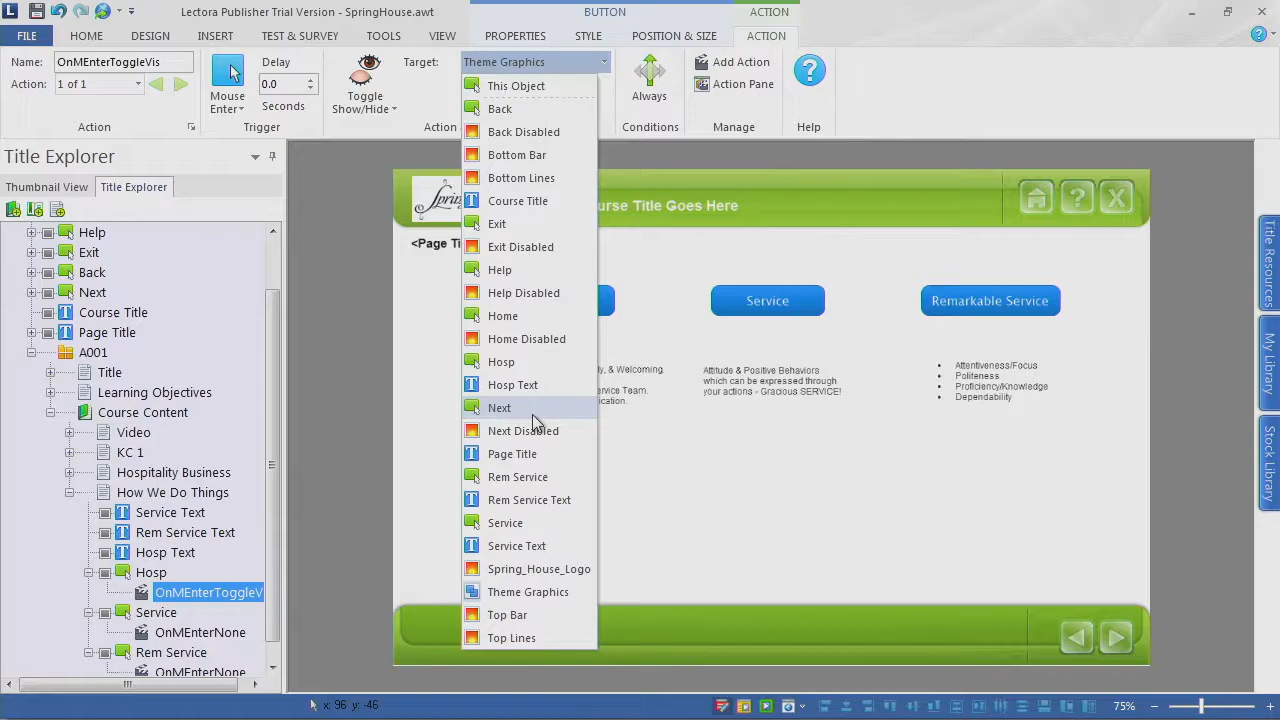 Lectora Publisher Trial Version - SpringHouse.awt
BUTTON
ACTION
FILE
HOME
DESIGN
INSERT
TEST & SURVEY
TOOLS
VIEW
PROPERTIES
STYLE
POSITION & SIZE
ACTION
Name:
OnMEnterToggleVis
Action:
1 of 1
Action
Mouse
Enter
Delay
0.0
Seconds
Trigger
Toggle
Show/Hide
Target:
Theme Graphics
Action
Always
Conditions
Add Action
Action Pane
Manage
Help
Title Explorer
Thumbnail View
Title Explorer
Help
Exit
Back
Next
Course Title
Page Title
A001
Title
Learning Objectives
Course Content
Video
KC 1
Hospitality Business
How We Do Things
Service Text
Rem Service Text
Hosp Text
Hosp
OnMEnterToggleV
Service
OnMEnterNone
Rem Service
OnMEnterNone
This Object
Back
Back Disabled
Bottom Bar
Bottom Lines
Course Title
Exit
Exit Disabled
Help
Help Disabled
Home
Home Disabled
Hosp
Hosp Text
Next
Next Disabled
Page Title
Rem Service
Rem Service Text
Service
Service Text
Spring_House_Logo
Theme Graphics
Top Bar
Top Lines
Spring
urse Title Goes Here
<Page Ti
Service
Remarkable Service
y, & Welcoming.
ervice Team.
ication.
Attitude & Positive Behaviors
which can be expressed through
your actions - Gracious SERVICE!
• Attentiveness/Focus
• Politeness
• Proficiency/Knowledge
• Dependability
Title Resources
My Library
Stock Library
x: 96 y: -46
75%